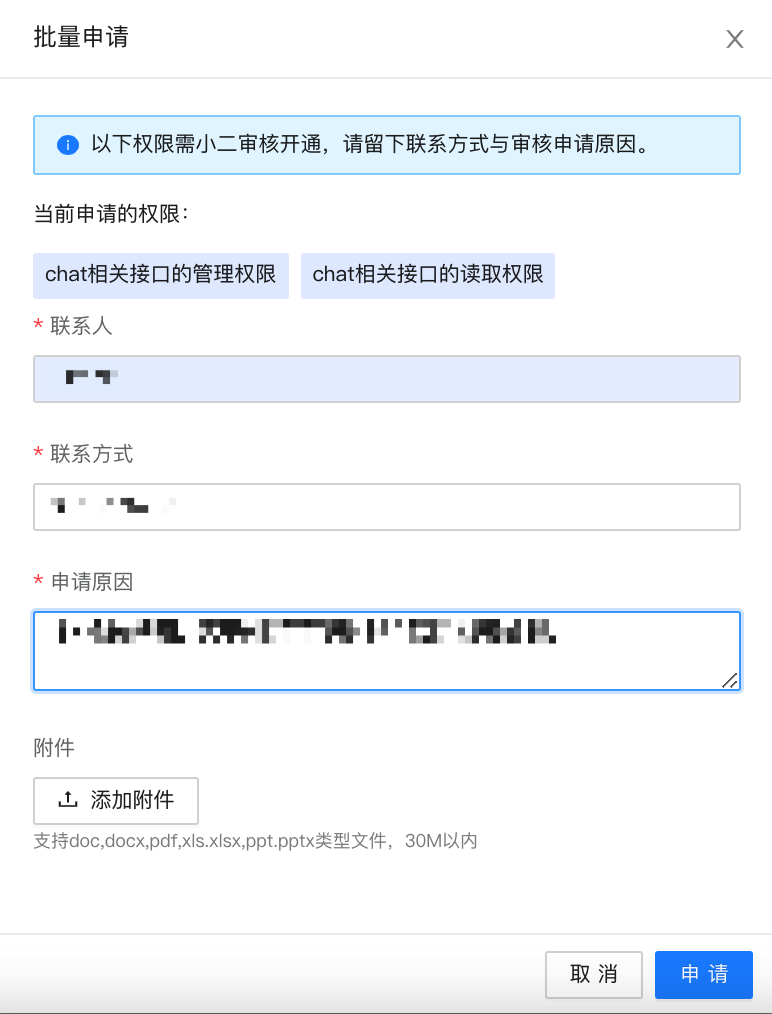 批量申请
以下权限需小二审核开通，请留下联系方式与审核申请原因。
当前申请的权限：
chat相关接口的管理权限 chat相关接口的读取权限
* 联系人
* 联系方式
* 申请原因
附件
添加附件
支持doc,docx,pdf,xls.xlsx,ppt.pptx类型文件，30M以内
取 消 申 请